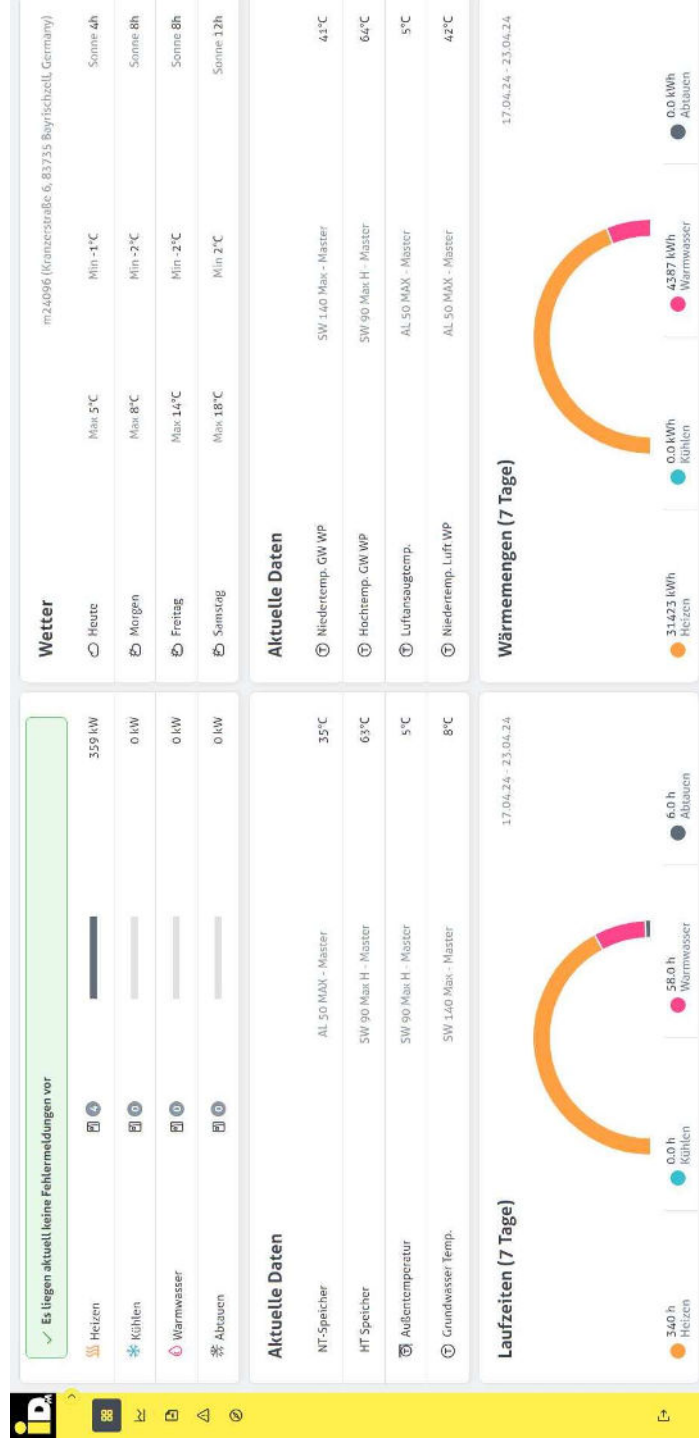 iDM
✓ Es liegen aktuell keine Fehlermeldungen vor
Heizen 4 359 kW
Kühlen 0 0 kW
Warmwasser 0 0 kW
Abtauen 0 0 kW
Wetter m24096 (Kranzerstraße 6, 83735 Bayrischzell, Germany)
Heute Max 5°C Min -1°C Sonne 4h
Morgen Max 8°C Min -2°C Sonne 8h
Freitag Max 14°C Min -2°C Sonne 8h
Samstag Max 18°C Min 2°C Sonne 12h
Aktuelle Daten
NT-Speicher AL 50 MAX - Master 35°C
HT Speicher SW 90 Max H - Master 63°C
Außentemperatur SW 90 Max H - Master 5°C
Grundwasser Temp. SW 140 Max - Master 8°C
Aktuelle Daten
Niedertemp. GW WP SW 140 Max - Master 41°C
Hochtemp. GW WP SW 90 Max H - Master 64°C
Luftansaugtemp. AL 50 MAX - Master 5°C
Niedertemp. Luft WP AL 50 MAX - Master 42°C
Laufzeiten (7 Tage) 17.04.24 - 23.04.24
340 h 0.0 h 58.0 h 6.0 h
Heizen Kühlen Warmwasser Abtauen
Wärmemengen (7 Tage) 17.04.24 - 23.04.24
31423 kWh 0.0 kWh 4387 kWh 0.0 kWh
Heizen Kühlen Warmwasser Abtauen